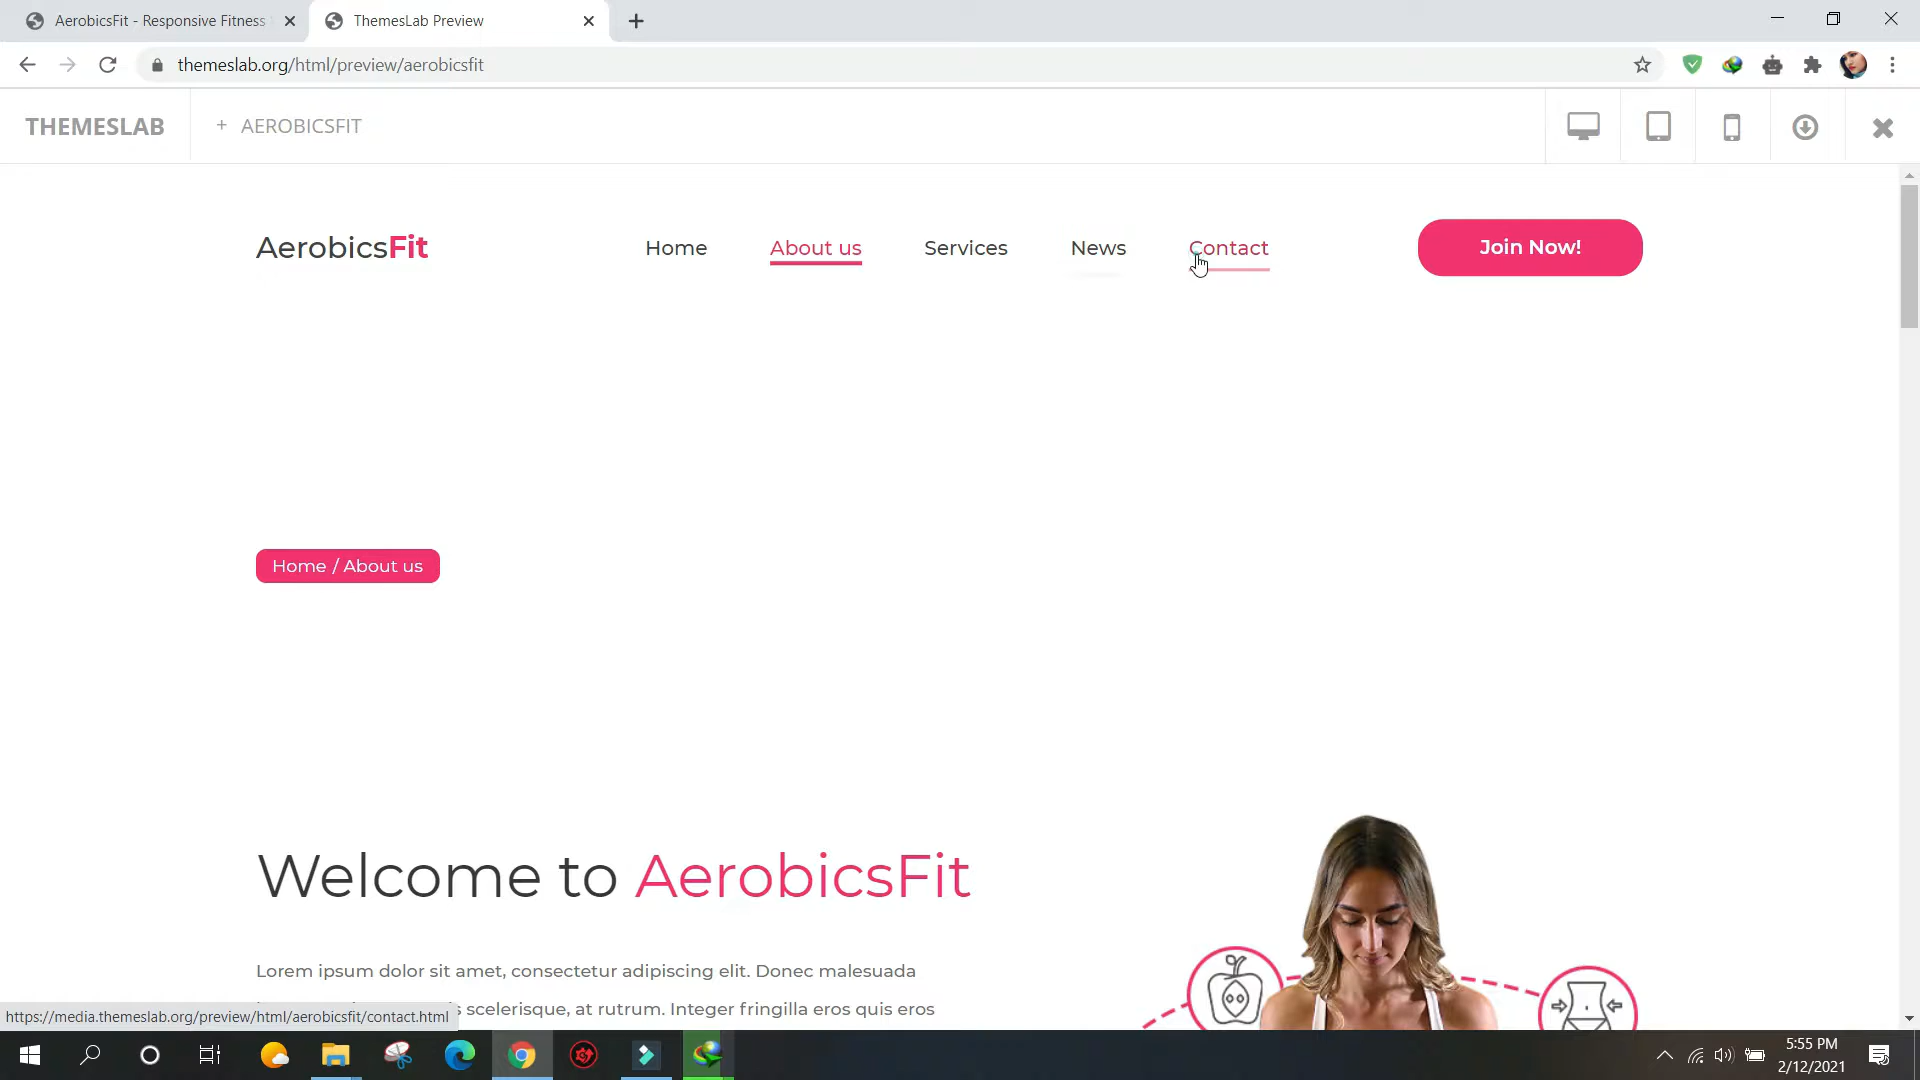 AerobicsFit - Responsive Fitness
ThemesLab Preview
themeslab.org/html/preview/aerobicsfit
THEMESLAB
+ AEROBICSFIT
AerobicsFit
Home
About us
Services
News
Contact
Join Now!
Home / About us
Welcome to AerobicsFit
Lorem ipsum dolor sit amet, consectetur adipiscing elit. Donec malesuada
scelerisque, at rutrum. Integer fringilla eros quis eros
https://media.themeslab.org/preview/html/aerobicsfit/contact.html
5:55 PM
2/12/2021